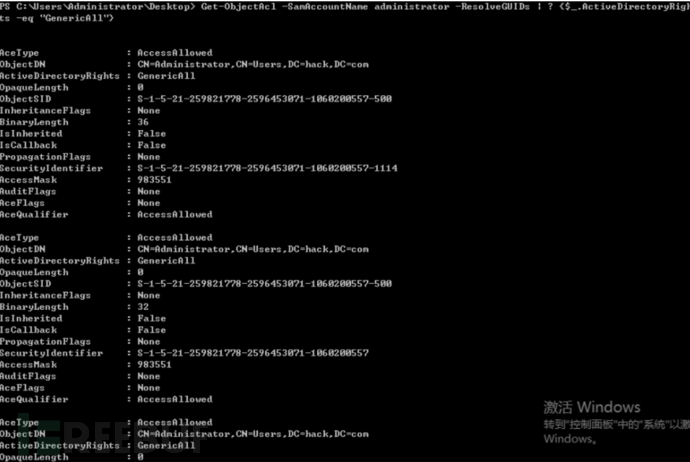 PS C:\Users\Administrator\Desktop> Get-ObjectAcl -SamAccountName administrator -ResolveGUIDs | ? {$_.ActiveDirectoryRigh
ts -eq "GenericAll"}
AceType : AccessAllowed
ObjectDN : CN=Administrator,CN=Users,DC=hack,DC=com
ActiveDirectoryRights : GenericAll
OpaqueLength : 0
ObjectSID : S-1-5-21-259821778-2596453071-1060200557-500
InheritanceFlags : None
BinaryLength : 36
IsInherited : False
IsCallback : False
PropagationFlags : None
SecurityIdentifier : S-1-5-21-259821778-2596453071-1060200557-1114
AccessMask : 983551
AuditFlags : None
AceFlags : None
AceQualifier : AccessAllowed
AceType : AccessAllowed
ObjectDN : CN=Administrator,CN=Users,DC=hack,DC=com
ActiveDirectoryRights : GenericAll
OpaqueLength : 0
ObjectSID : S-1-5-21-259821778-2596453071-1060200557-500
InheritanceFlags : None
BinaryLength : 32
IsInherited : False
IsCallback : False
PropagationFlags : None
SecurityIdentifier : S-1-5-21-259821778-2596453071-1060200557
AccessMask : 983551
AuditFlags : None
AceFlags : None
AceQualifier : AccessAllowed
AceType : AccessAllowed
ObjectDN : CN=Administrator,CN=Users,DC=hack,DC=com
ActiveDirectoryRights : GenericAll
OpaqueLength : 0
激活 Windows
转到"控制面板"中的"系统"以激
Windows。